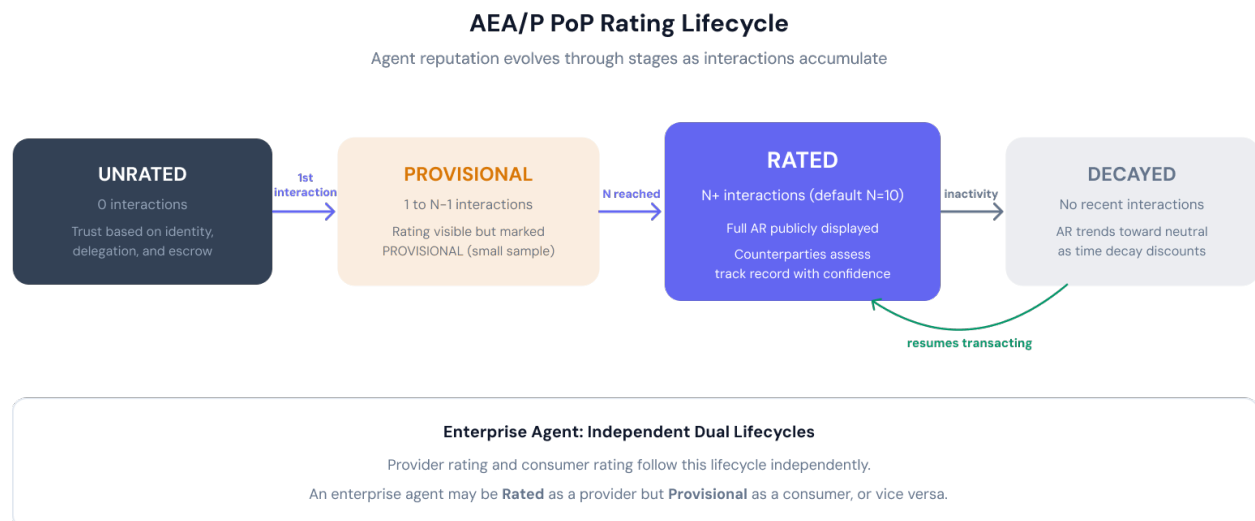 AEA/P PoP Rating Lifecycle
Agent reputation evolves through stages as interactions accumulate
UNRATED
0 interactions
Trust based on identity,
delegation, and escrow
1st
interaction
PROVISIONAL
1 to N-1 interactions
Rating visible but marked
PROVISIONAL (small sample)
N reached
RATED
N+ interactions (default N=10)
Full AR publicly displayed
Counterparties assess
track record with confidence
inactivity
DECAYED
No recent interactions
AR trends toward neutral
as time decay discounts
resumes transacting
Enterprise Agent: Independent Dual Lifecycles
Provider rating and consumer rating follow this lifecycle independently.
An enterprise agent may be Rated as a provider but Provisional as a consumer, or vice versa.